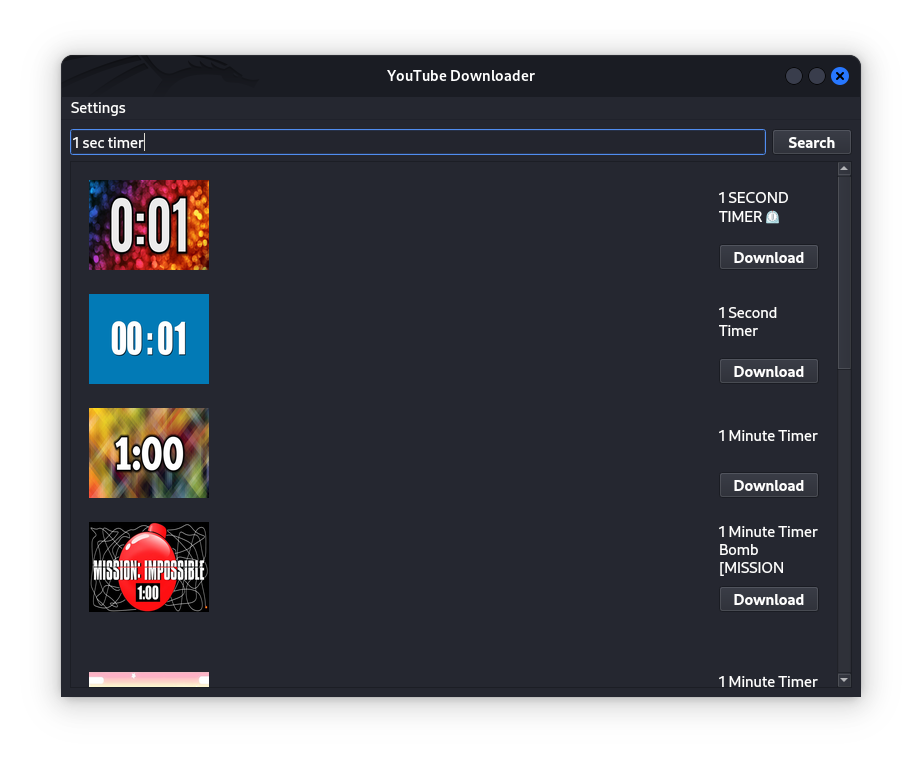 YouTube Downloader
Settings
1 sec timer
Search
0:01
1 SECOND
TIMER ⏲
Download
00:01
1 Second
Timer
Download
1:00
1 Minute Timer
Download
MISSION: IMPOSSIBLE
1:00
1 Minute Timer
Bomb
[MISSION
Download
1 Minute Timer